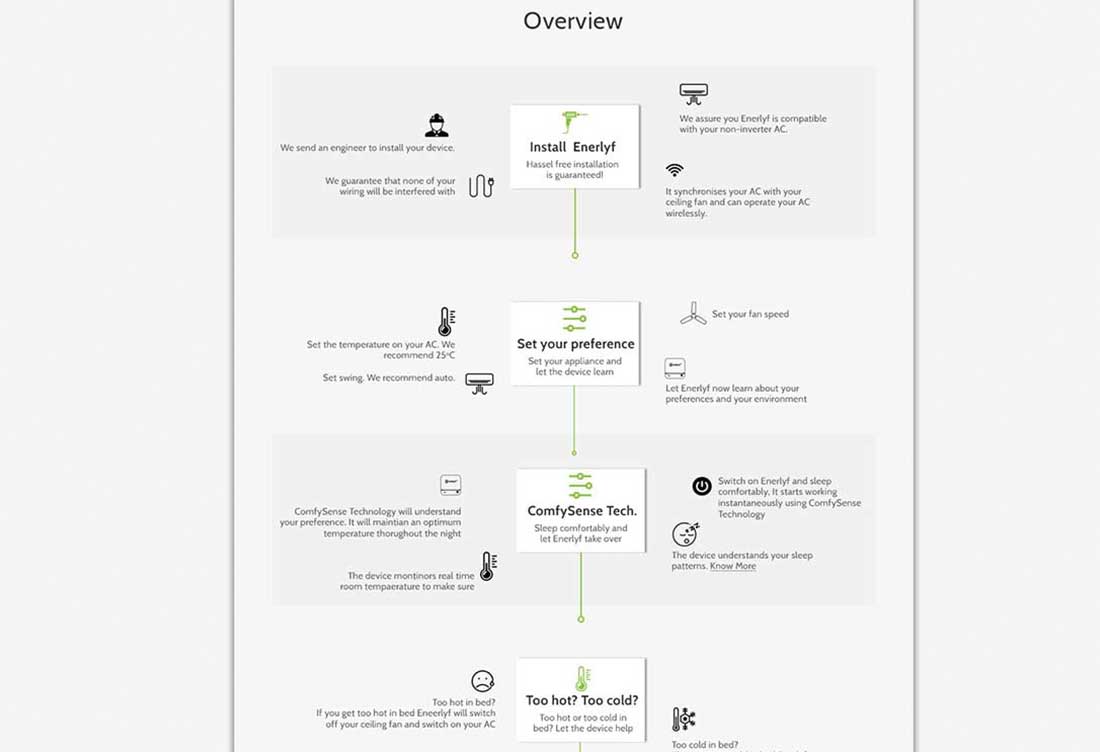 Overview
We send an engineer to install your device.
We guarantee that none of your
wiring will be interfered with
Install Enerlyf
Hassel free installation
is guaranteed!
We assure you Enerlyf is compatible
with your non-inverter AC.
It synchronises your AC with your
ceiling fan and can operate your AC
wirelessly.
Set the temperature on your AC. We
recommend 25°C
Set swing. We recommend auto.
Set your preference
Set your appliance and
let the device learn
Set your fan speed
Let Enerlyf now learn about your
preferences and your environment
ComfySense Technology will understand
your preference. It will maintian an optimum
temperature thorughout the night
The device montinors real time
room tempaerature to make sure
ComfySense Tech.
Sleep comfortably and
let Enerlyf take over
Switch on Enerlyf and sleep
comfortably, It starts working
instantaneously using ComfySense
Technology
The device understands your sleep
patterns. Know More
Too hot in bed?
If you get too hot in bed Eneerlyf will switch
off your ceiling fan and switch on your AC
Too hot? Too cold?
Too hot or too cold in
bed? Let the device help
Too cold in bed?